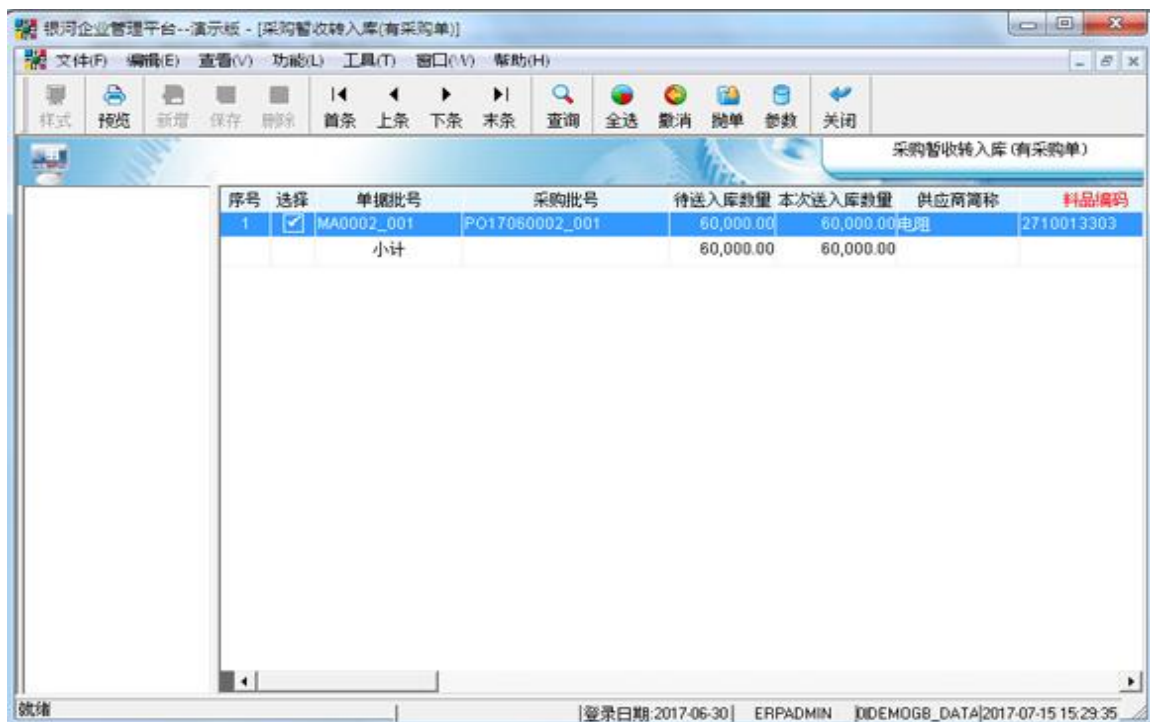 银河企业管理平台--演示版 - [采购暂收转入库(有采购单)]
文件(F) 编辑(E) 查看(V) 功能(L) 工具(T) 窗口(W) 帮助(H)
样式 预览 新增 保存 删除 首条 上条 下条 末条 查询 全选 撤消 抛单 参数 关闭
采购暂收转入库(有采购单)
序号 选择 单据批号 采购批号 待送入库数量 本次送入库数量 供应商简称 料品编码
1 MA0002_001 PO17060002_001 60,000.00 60,000.00 电阻 2710013303
小计 60,000.00 60,000.00
就绪 登录日期:2017-06-30 ERPADMIN DEMOGB_DATA 2017-07-15 15:29:35